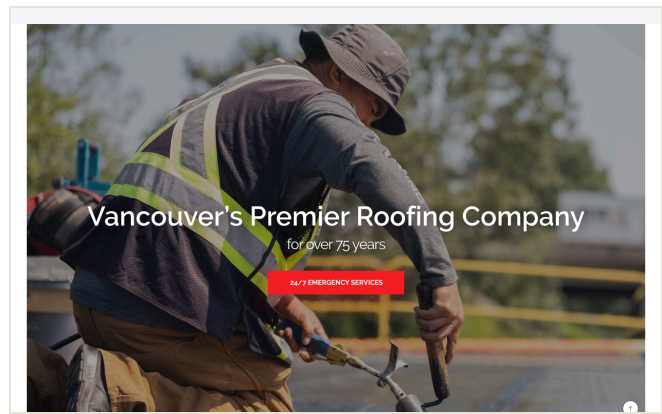 Vancouver's Premier Roofing Company
for over 75 years
24/7 EMERGENCY SERVICES